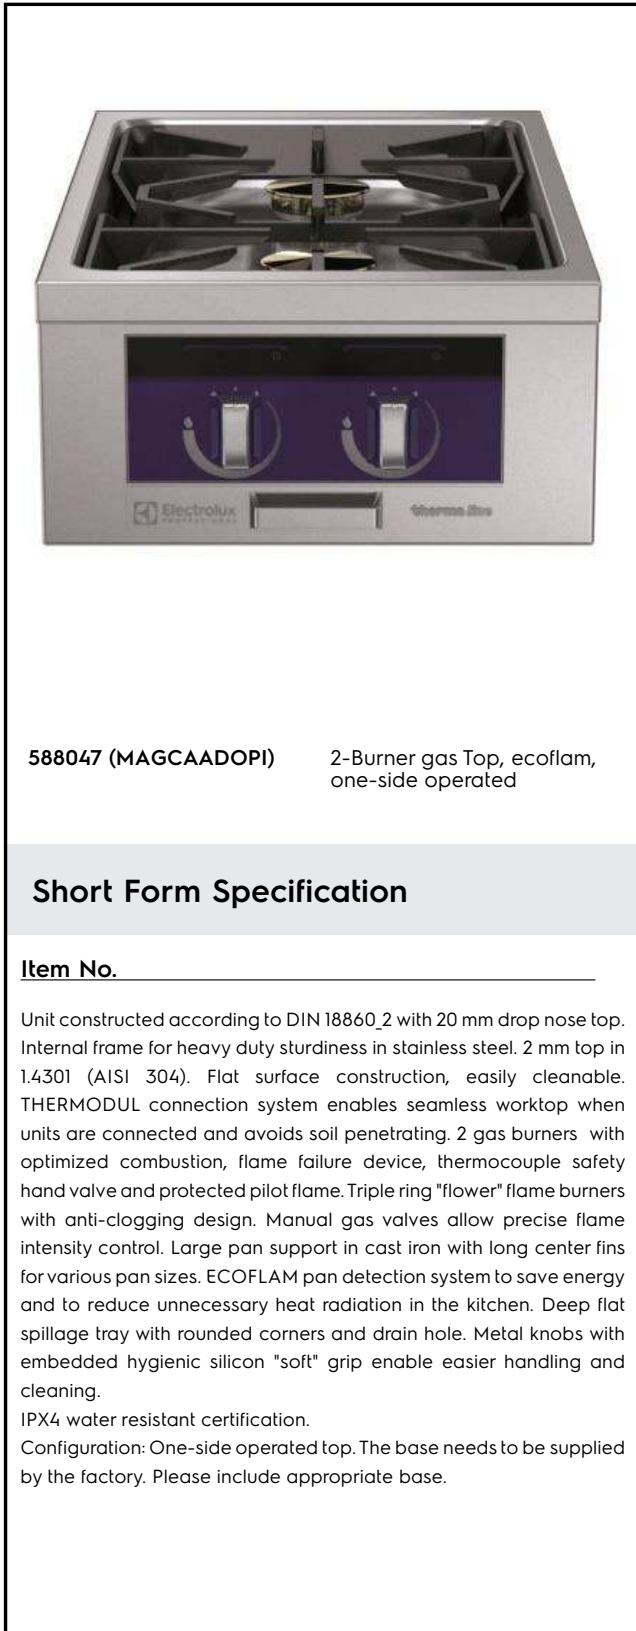 Electrolux
PROFESSIONAL
thermaline
588047 (MAGCAADOPI)
2-Burner gas Top, ecoflam,
one-side operated
Short Form Specification
Item No.
Unit constructed according to DIN 18860_2 with 20 mm drop nose top.
Internal frame for heavy duty sturdiness in stainless steel. 2 mm top in
1.4301 (AISI 304). Flat surface construction, easily cleanable.
THERMODUL connection system enables seamless worktop when
units are connected and avoids soil penetrating. 2 gas burners with
optimized combustion, flame failure device, thermocouple safety
hand valve and protected pilot flame. Triple ring "flower" flame burners
with anti-clogging design. Manual gas valves allow precise flame
intensity control. Large pan support in cast iron with long center fins
for various pan sizes. ECOFLAM pan detection system to save energy
and to reduce unnecessary heat radiation in the kitchen. Deep flat
spillage tray with rounded corners and drain hole. Metal knobs with
embedded hygienic silicon "soft" grip enable easier handling and
cleaning.
IPX4 water resistant certification.
Configuration: One-side operated top. The base needs to be supplied
by the factory. Please include appropriate base.